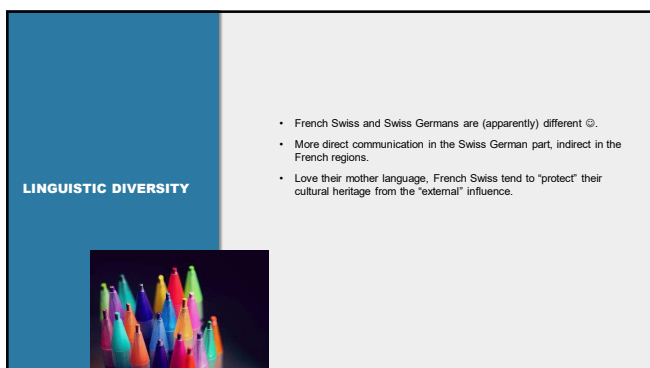 LINGUISTIC DIVERSITY
• French Swiss and Swiss Germans are (apparently) different ☺.
• More direct communication in the Swiss German part, indirect in the
French regions.
• Love their mother language, French Swiss tend to “protect” their
cultural heritage from the “external” influence.